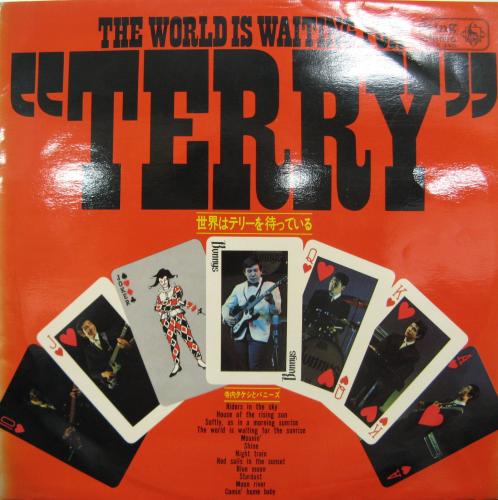 THE WORLD IS WAITING FOR
King
"TERRY"
世界はテリーを待っている
Bunnys
JOKER
J
Q
K
A
Q
Bunnys
寺内タケシとバニーズ
Riders in the sky
House of the rising sun
Softly, as in a morning sunrise
The world is waiting for the sunrise
Moanin'
Shine
Night train
Red sails in the sunset
Blue moon
Stardust
Moon river
Comin' home baby